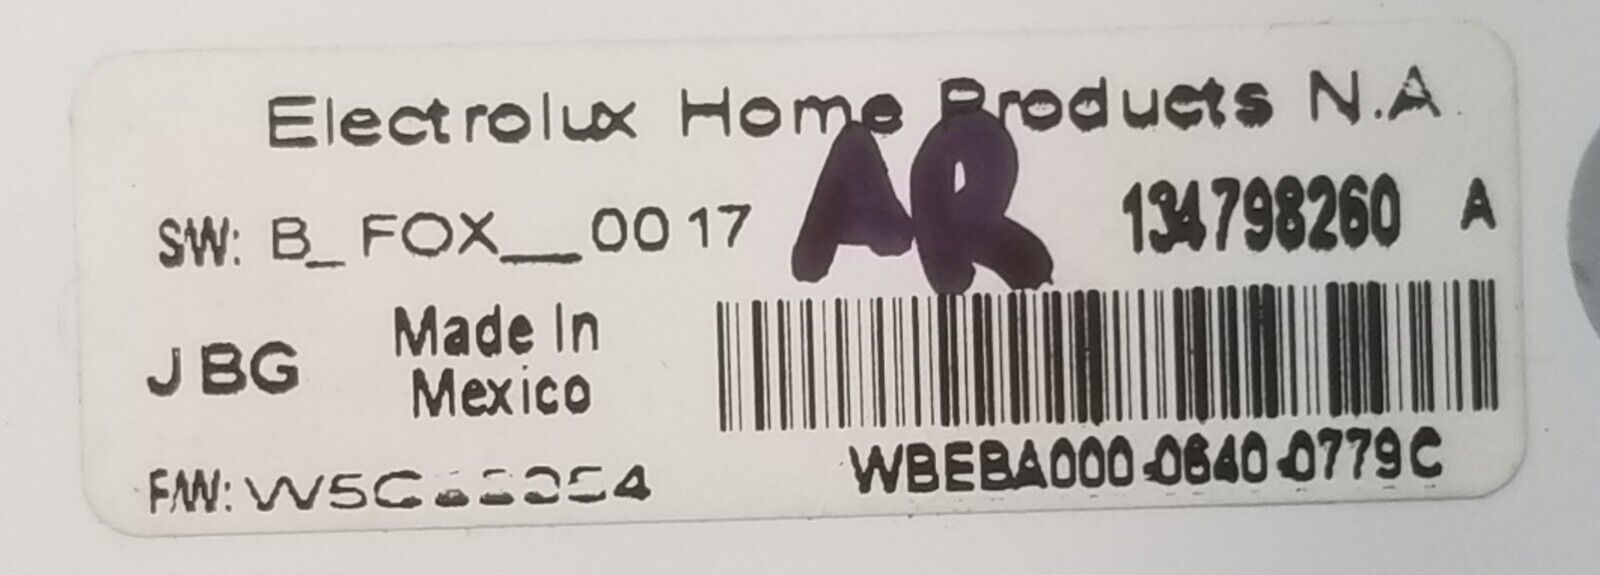 Electrolux Home Products N.A.
AR
SW: B_FOX__0017
134798260 A
JBG
Made In
Mexico
F/W:
WBEBA000-0640-0779C